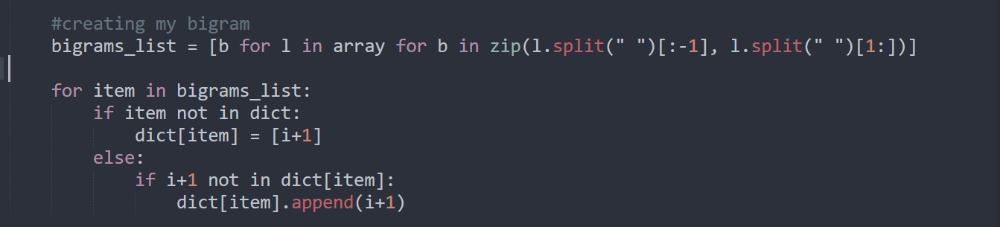 #creating my bigram
bigrams_list = [b for l in array for b in zip(l.split(" ")[:-1], l.split(" ")[1:])]
for item in bigrams_list:
if item not in dict:
dict[item] = [i+1]
else:
if i+1 not in dict[item]:
dict[item].append(i+1)